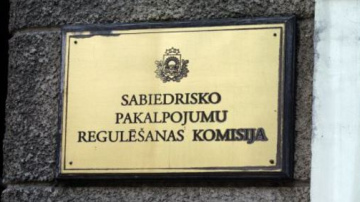 SABIEDRISKO
PAKALPOJUMU
REGULĒŠANAS KOMISIJA